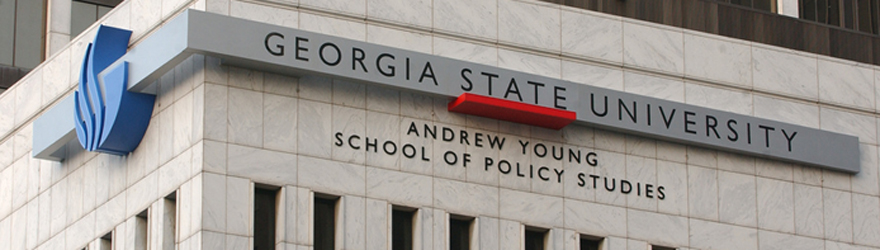 GEORGIA STATE UNIVERSITY
ANDREW YOUNG
SCHOOL OF POLICY STUDIES